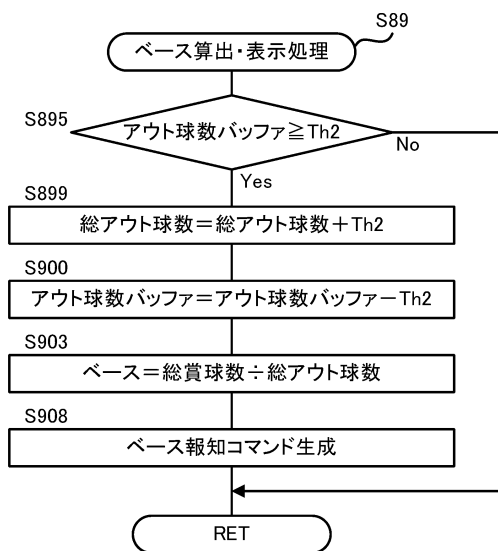 S89
ベース算出・表示処理
S895
アウト球数バッファ≧Th2
No
Yes
S899
総アウト球数＝総アウト球数＋Th2
S900
アウト球数バッファ＝アウト球数バッファ－Th2
S903
ベース＝総賞球数÷総アウト球数
S908
ベース報知コマンド生成
RET